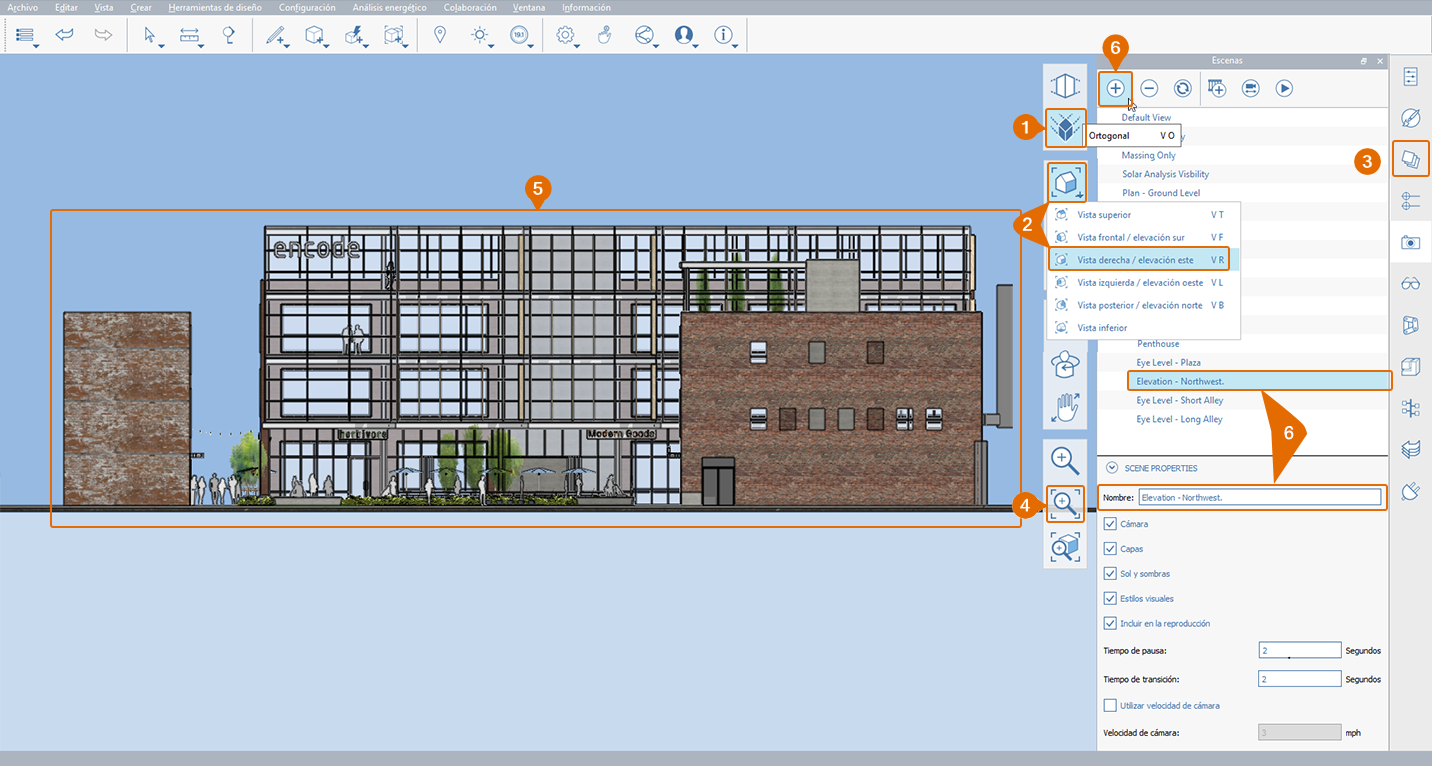 Archivo Editar Vista Crear Herramientas de diseño Configuración Análisis energético Colaboración Ventana Información
191
6
Escenas
1
Ortogonal V O
Default View
y
Massing Only
3
Solar Analysis Visbility
Plan - Ground Level
5
2
Vista superior V T
Vista frontal / elevación sur V F
Vista derecha / elevación este V R
Vista izquierda / elevación oeste V L
Vista posterior / elevación norte V B
Vista inferior
encode
Penthouse
Eye Level - Plaza
Elevation - Northwest.
Eye Level - Short Alley
Eye Level - Long Alley
herbivore
Modern Goods
6
SCENE PROPERTIES
4
Nombre: Elevation - Northwest.
Cámara
Capas
Sol y sombras
Estilos visuales
Incluir en la reproducción
Tiempo de pausa: 2 Segundos
Tiempo de transición: 2 Segundos
Utilizar velocidad de cámara
Velocidad de cámara: 3 mph